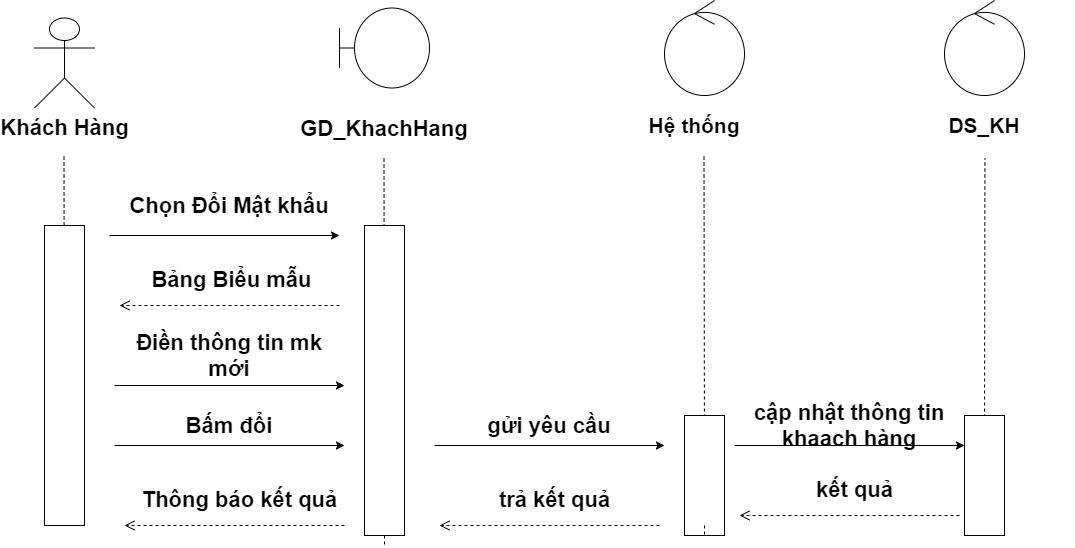 Khách Hàng
GD_KhachHang
Hệ thống
DS_KH
Chọn Đổi Mật khẩu
Bảng Biểu mẫu
Điền thông tin mk
mới
Bấm đổi
gửi yêu cầu
cập nhật thông tin
khaach hàng
Thông báo kết quả
trả kết quả
kết quả